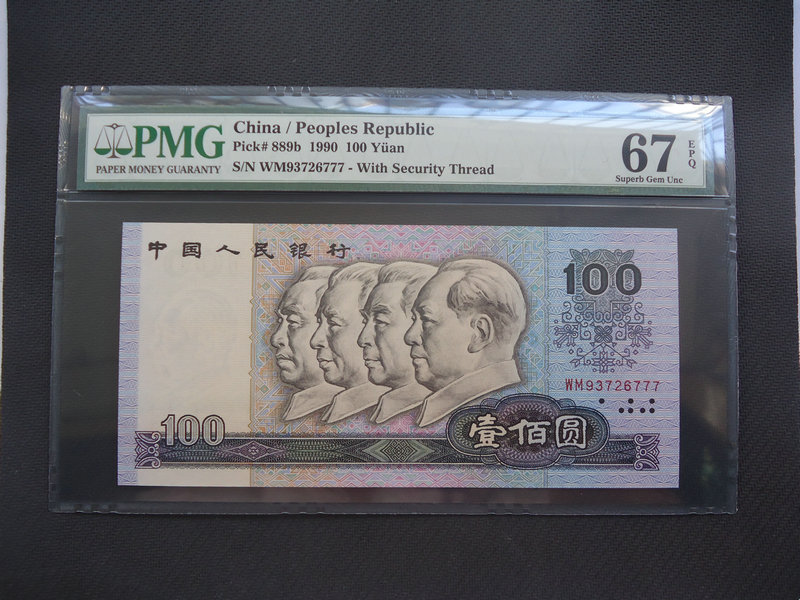 PMG
PAPER MONEY GUARANTY
China / Peoples Republic
Pick# 889b 1990 100 Yüan
S/N WM93726777 - With Security Thread
67 EPQ
Superb Gem Unc
中国人民银行
100
WM93726777
100
壹佰圆